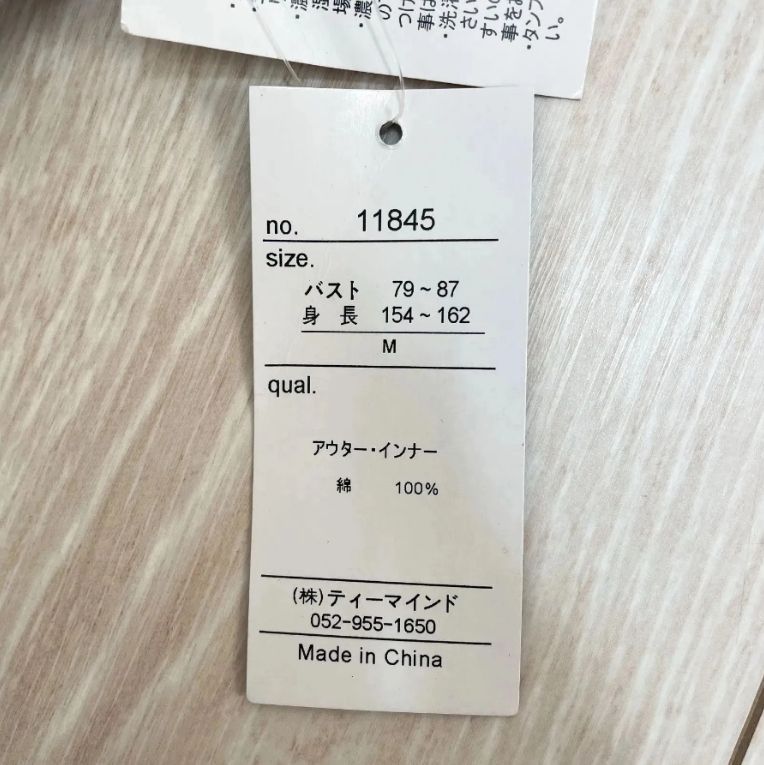 no. 11845
size.
バスト 79~87
身長 154~162
M
qual.
アウター・インナー
綿 100%
(株)ティーマインド
052-955-1650
Made in China